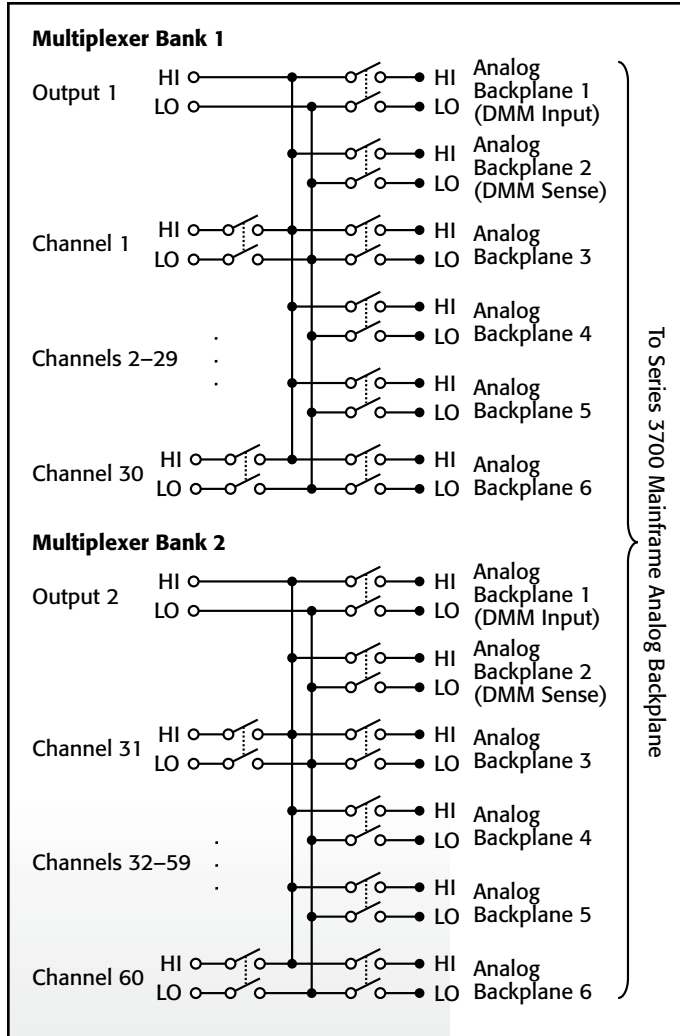 Multiplexer Bank 1
Output 1
HI
LO
HI Analog
LO Backplane 1
(DMM Input)
HI Analog
LO Backplane 2
(DMM Sense)
Channel 1
HI
LO
HI Analog
LO Backplane 3
HI Analog
LO Backplane 4
Channels 2–29
HI Analog
LO Backplane 5
Channel 30
HI
LO
HI Analog
LO Backplane 6
Multiplexer Bank 2
Output 2
HI
LO
HI Analog
LO Backplane 1
(DMM Input)
HI Analog
LO Backplane 2
(DMM Sense)
Channel 31
HI
LO
HI Analog
LO Backplane 3
HI Analog
LO Backplane 4
Channels 32–59
HI Analog
LO Backplane 5
Channel 60
HI
LO
HI Analog
LO Backplane 6
To Series 3700 Mainframe Analog Backplane